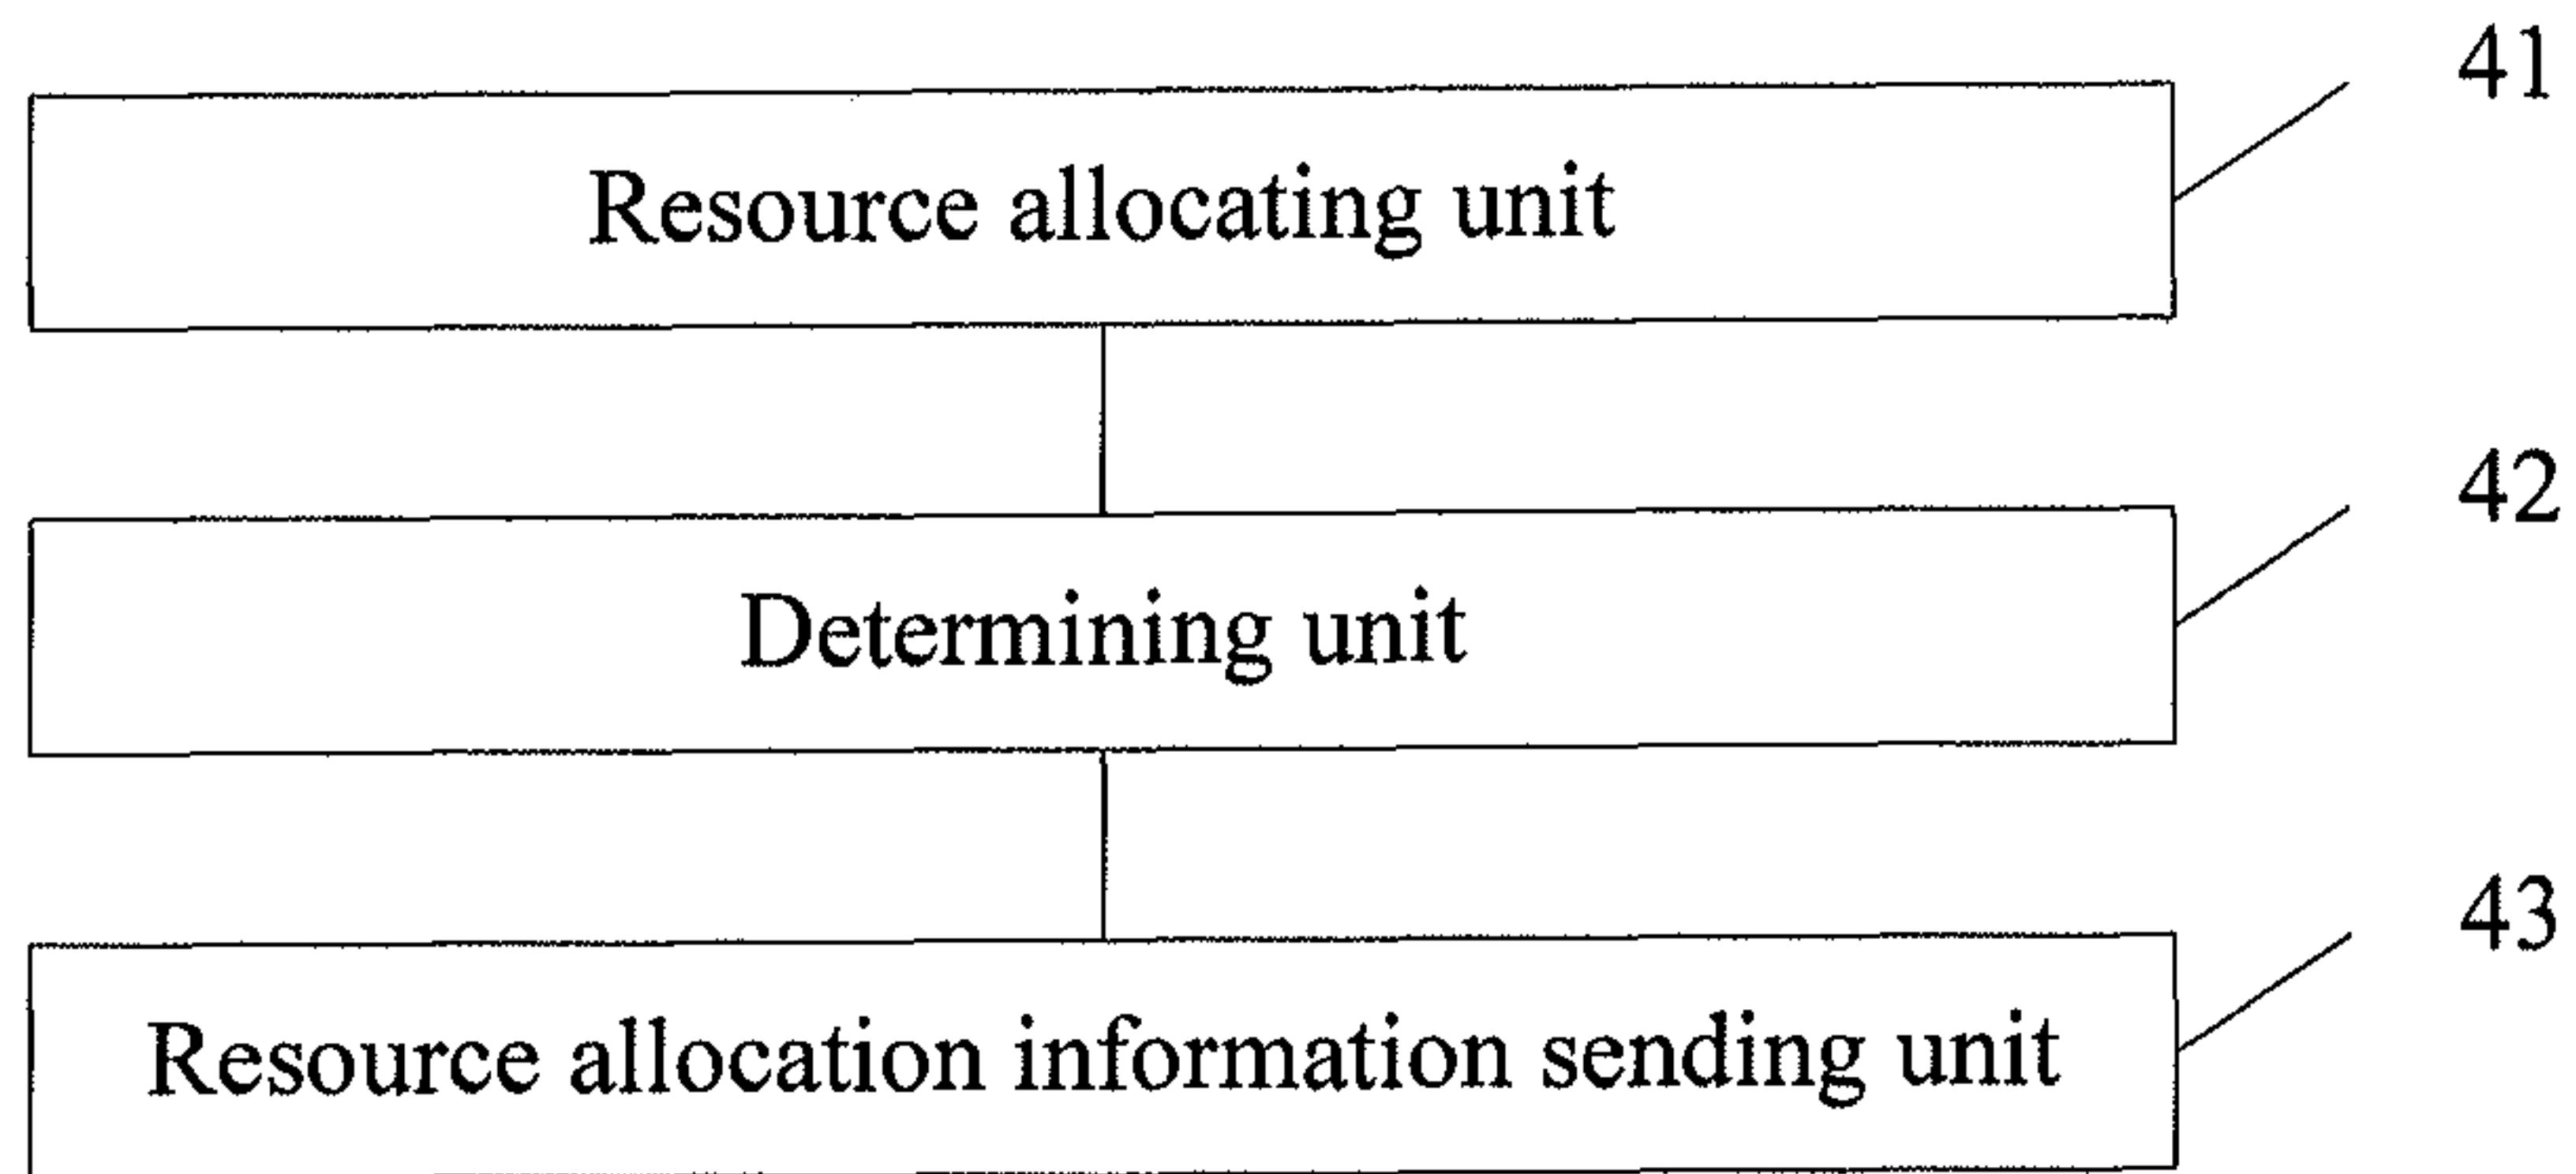 41
Resource allocating unit
42
Determining unit
43
Resource allocation information sending unit